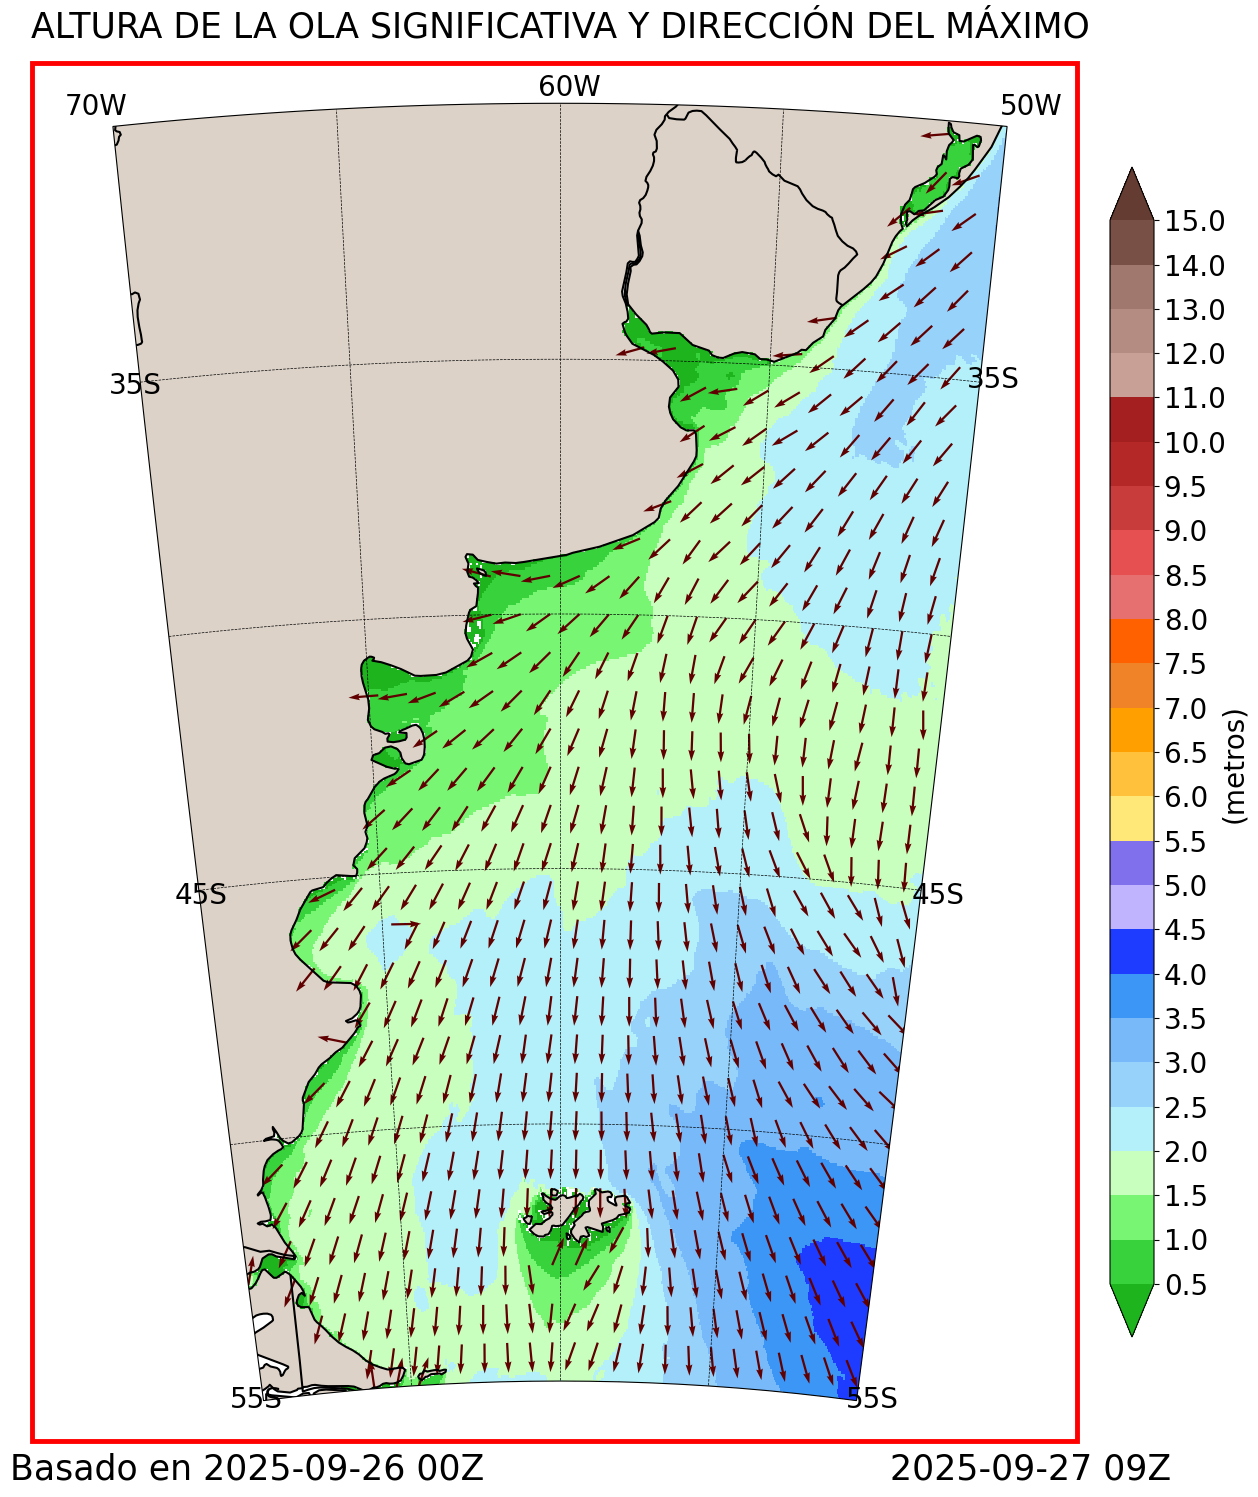 ALTURA DE LA OLA SIGNIFICATIVA Y DIRECCIÓN DEL MÁXIMO
70W
60W
50W
35S
35S
45S
45S
55S
55S
15.0
14.0
13.0
12.0
11.0
10.0
9.5
9.0
8.5
8.0
7.5
7.0
6.5
6.0
5.5
5.0
4.5
4.0
3.5
3.0
2.5
2.0
1.5
1.0
0.5
(metros)
Basado en 2025-09-26 00Z
2025-09-27 09Z